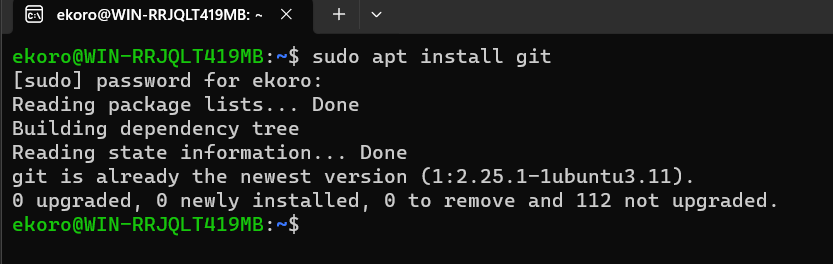 ekoro@WIN-RRJQLT419MB: ~
ekoro@WIN-RRJQLT419MB:~$ sudo apt install git
[sudo] password for ekoro:
Reading package lists... Done
Building dependency tree
Reading state information... Done
git is already the newest version (1:2.25.1-1ubuntu3.11).
0 upgraded, 0 newly installed, 0 to remove and 112 not upgraded.
ekoro@WIN-RRJQLT419MB:~$